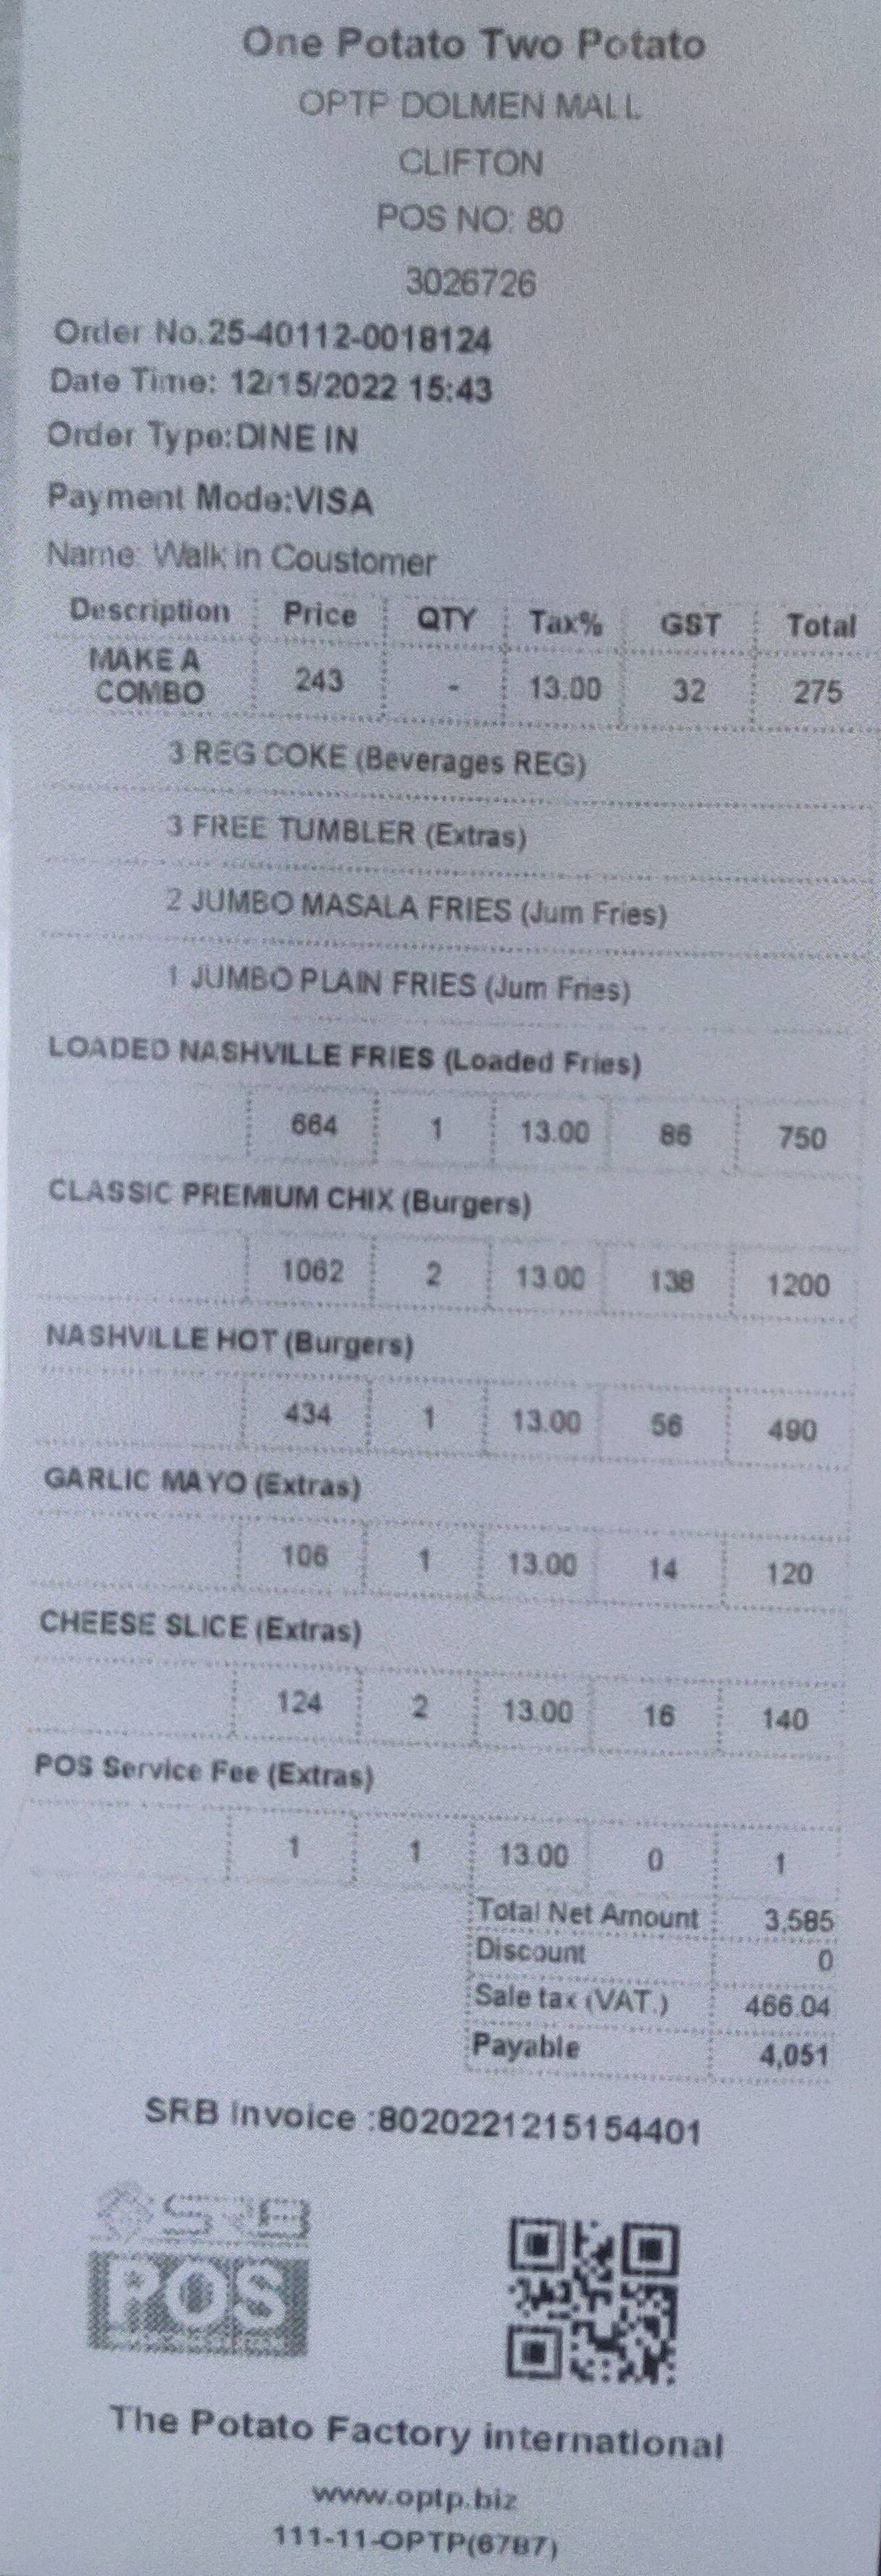 One Potato Two Potato
OPTP DOLMEN MALL
CLIFTON
POS NO: 80
3026726
Order No.25-40112-0018124
Date Time: 12/15/2022 15:43
Order Type:DINE IN
Payment Mode:VISA
Name: Walk in Coustomer
Description Price QTY Tax% GST Total
MAKE A
COMBO 243 - 13.00 32 275
3 REG COKE (Beverages REG)
3 FREE TUMBLER (Extras)
2 JUMBO MASALA FRIES (Jum Fries)
1 JUMBO PLAIN FRIES (Jum Fries)
LOADED NASHVILLE FRIES (Loaded Fries)
664 1 13.00 86 750
CLASSIC PREMIUM CHIX (Burgers)
1062 2 13.00 138 1200
NASHVILLE HOT (Burgers)
434 1 13.00 56 490
GARLIC MAYO (Extras)
106 1 13.00 14 120
CHEESE SLICE (Extras)
124 2 13.00 16 140
POS Service Fee (Extras)
1 1 13.00 0 1
Total Net Amount 3,585
Discount 0
Sale tax (VAT.) 466.04
Payable 4,051
SRB Invoice :8020221215154401
SRB
POS
The Potato Factory international
www.optp.biz
111-11-OPTP(6787)